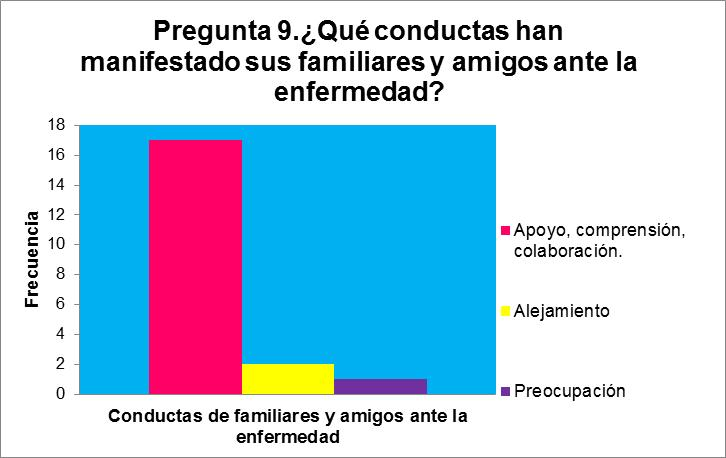 Pregunta 9.¿Qué conductas han
manifestado sus familiares y amigos ante la
enfermedad?
18
16
14
12
10
8
6
4
2
0
Frecuencia
Conductas de familiares y amigos ante la
enfermedad
Apoyo, comprensión,
colaboración.
Alejamiento
Preocupación